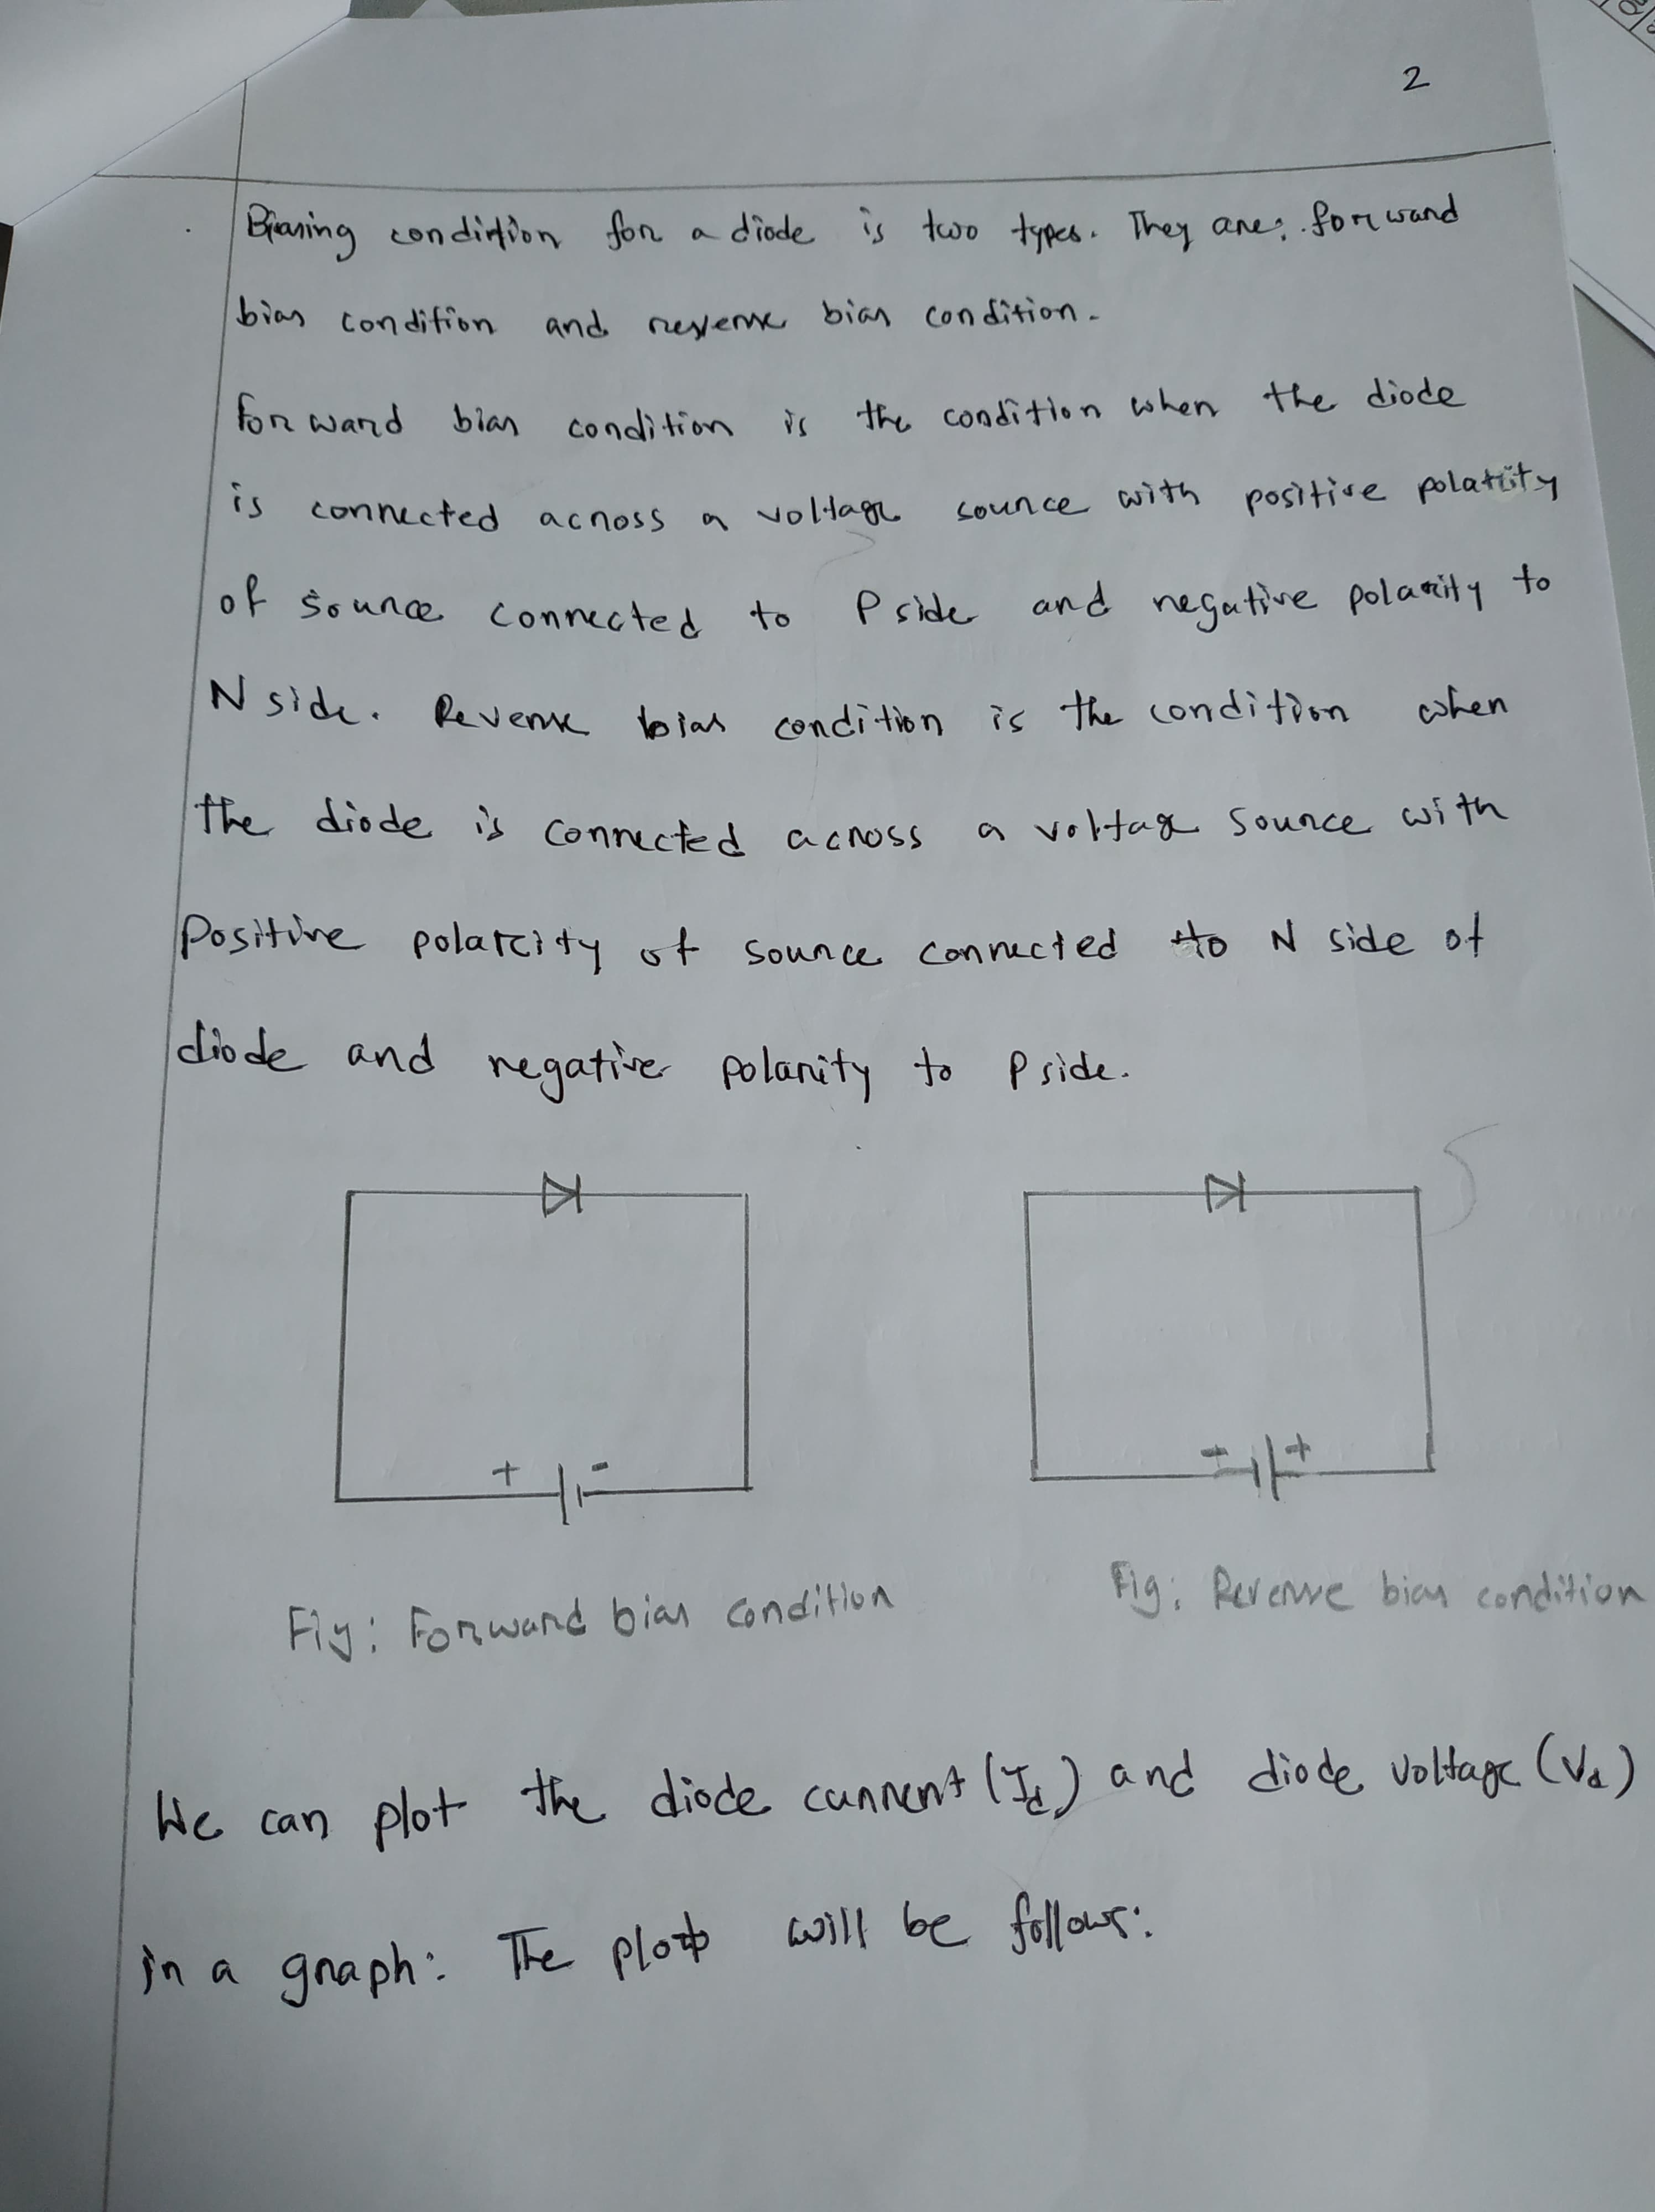 2
Biasing condition for a diode is two types. They are: forward
bias condition and reverse bias condition.
forward bias condition is the condition when the diode
is connected across a voltage source with positive polarity
of source connected to P side and negative polarity to
N side. Reverse bias condition is the condition when
the diode is connected across a voltage source with
Positive polarity of source connected to N side of
diode and negative polarity to P side.
+ - - +
Fig: Forward bias condition Fig: Reverse bias condition
We can plot the diode current (Id) and diode voltage (Vd)
in a graph: The plot will be follows: